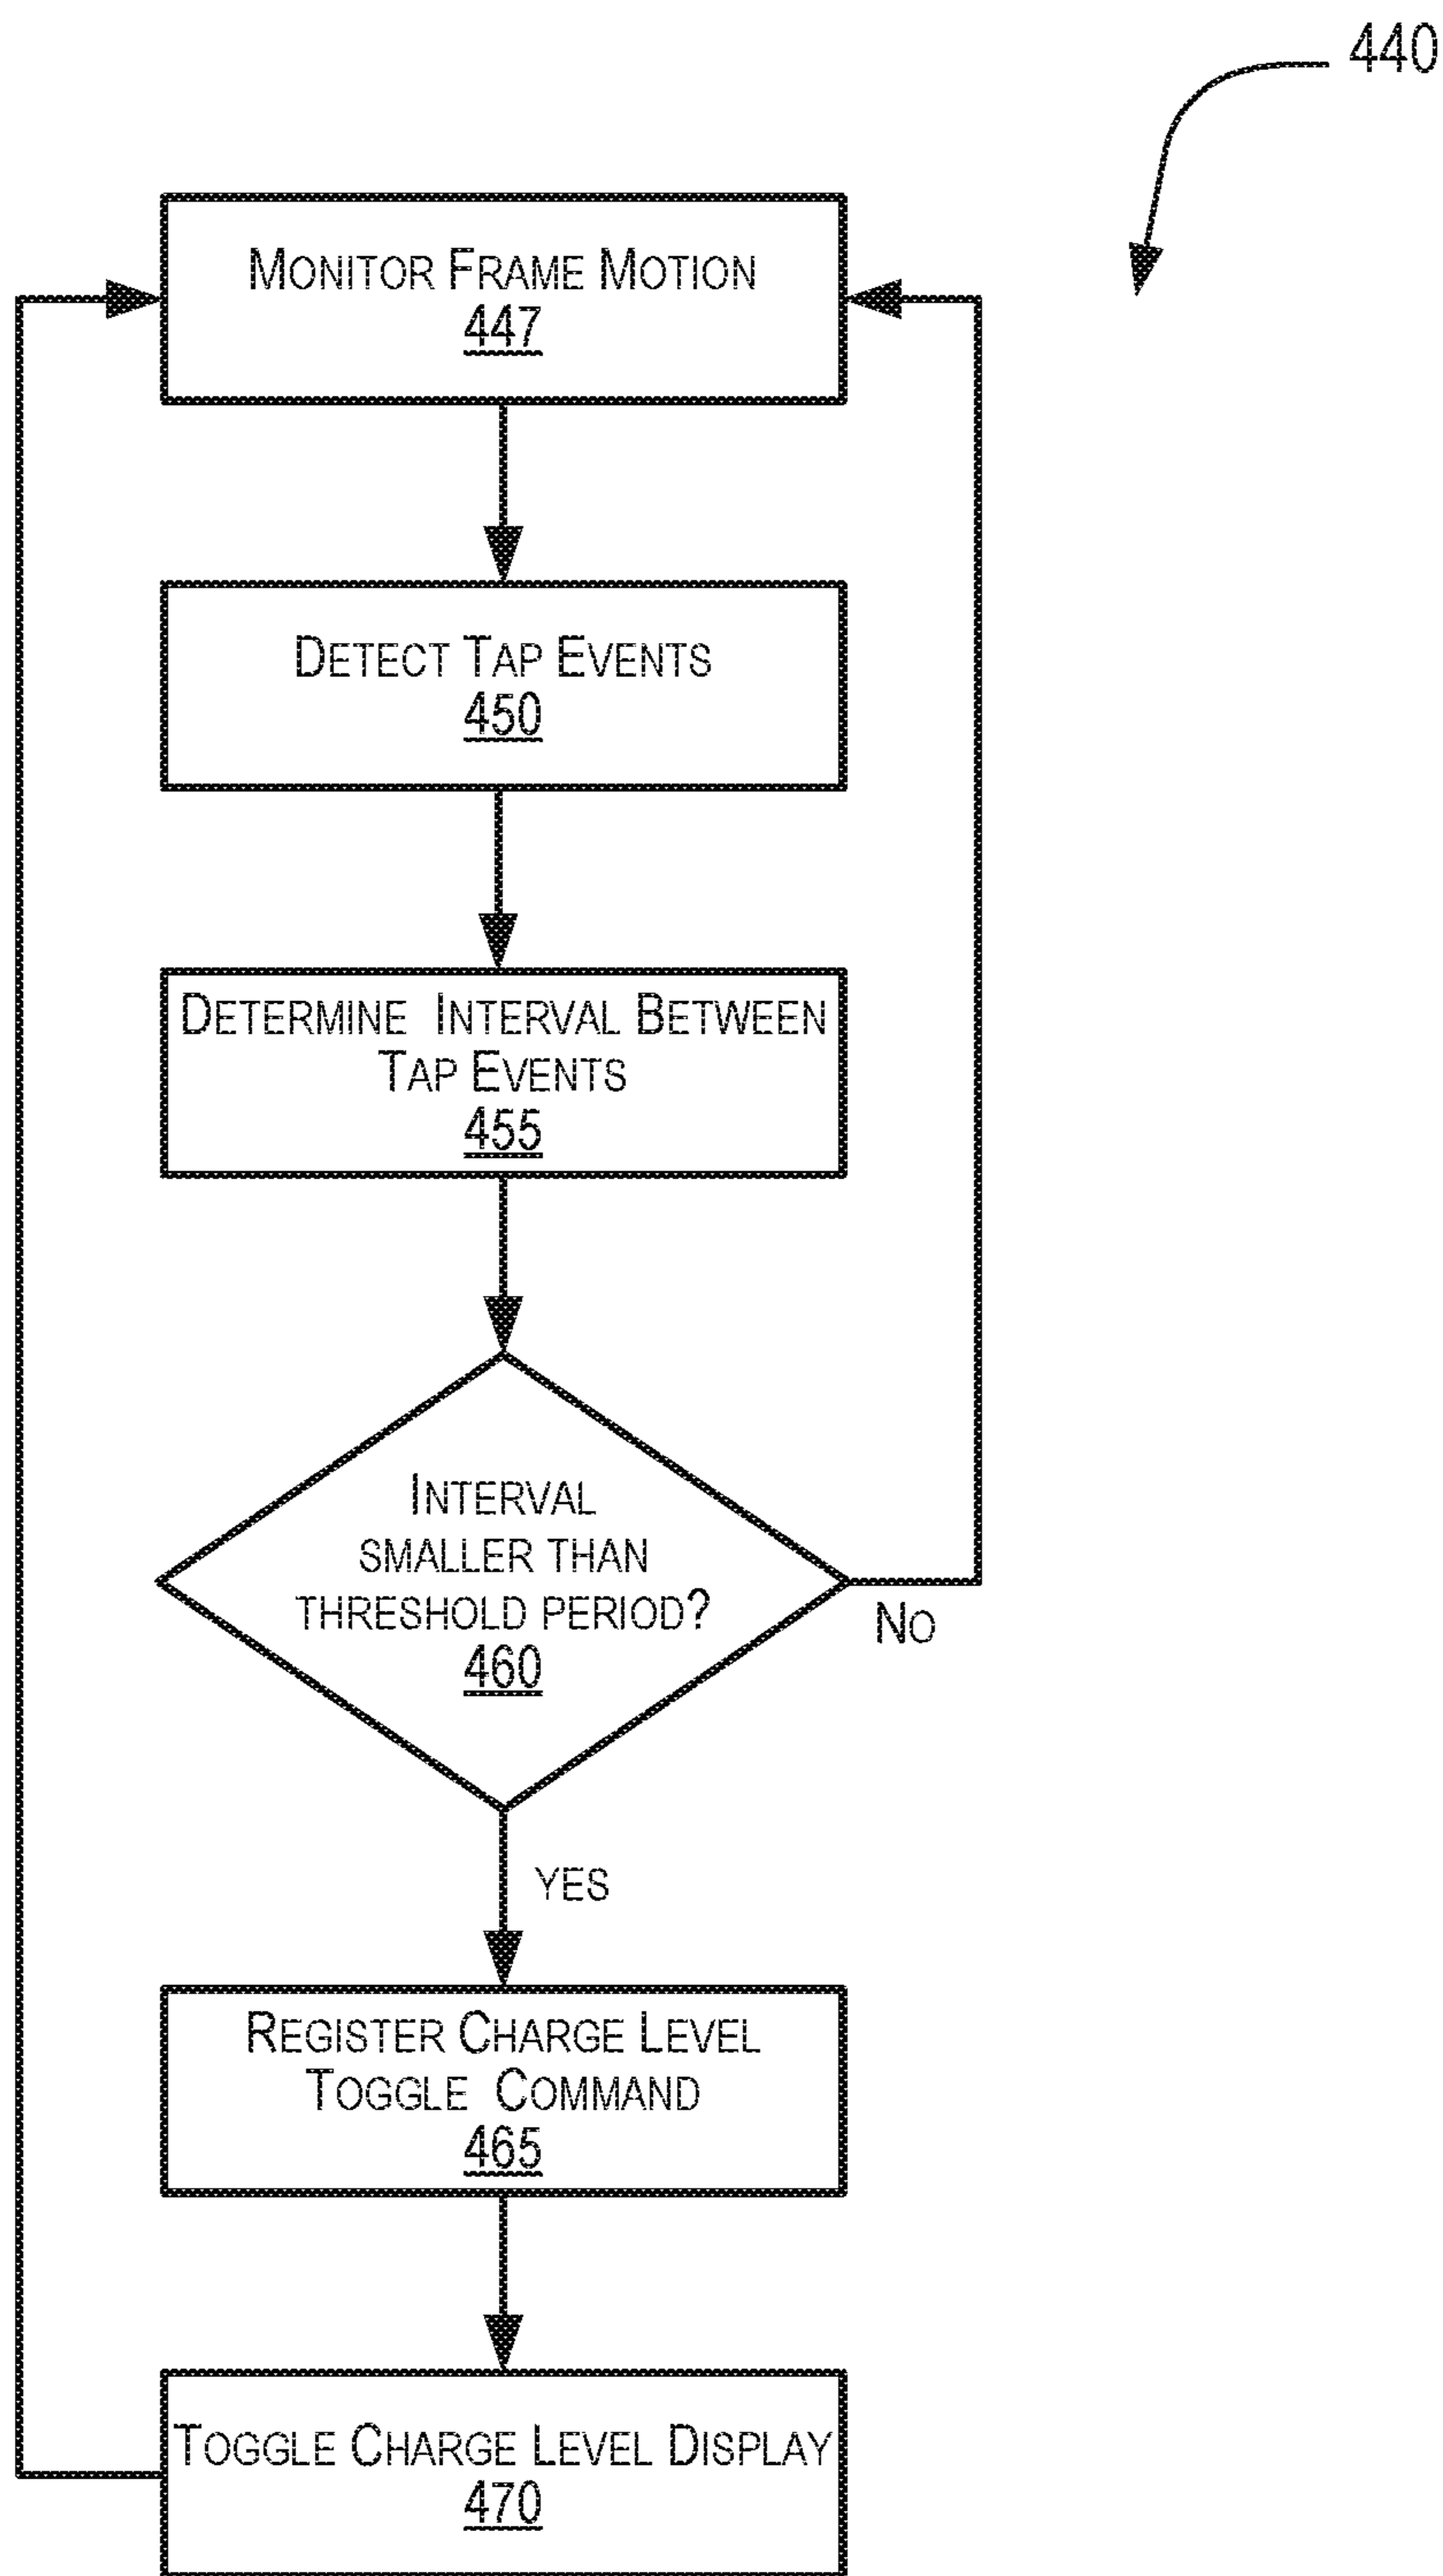 440
MONITOR FRAME MOTION
447
DETECT TAP EVENTS
450
DETERMINE INTERVAL BETWEEN
TAP EVENTS
455
INTERVAL
SMALLER THAN
THRESHOLD PERIOD?
460
NO
YES
REGISTER CHARGE LEVEL
TOGGLE COMMAND
465
TOGGLE CHARGE LEVEL DISPLAY
470